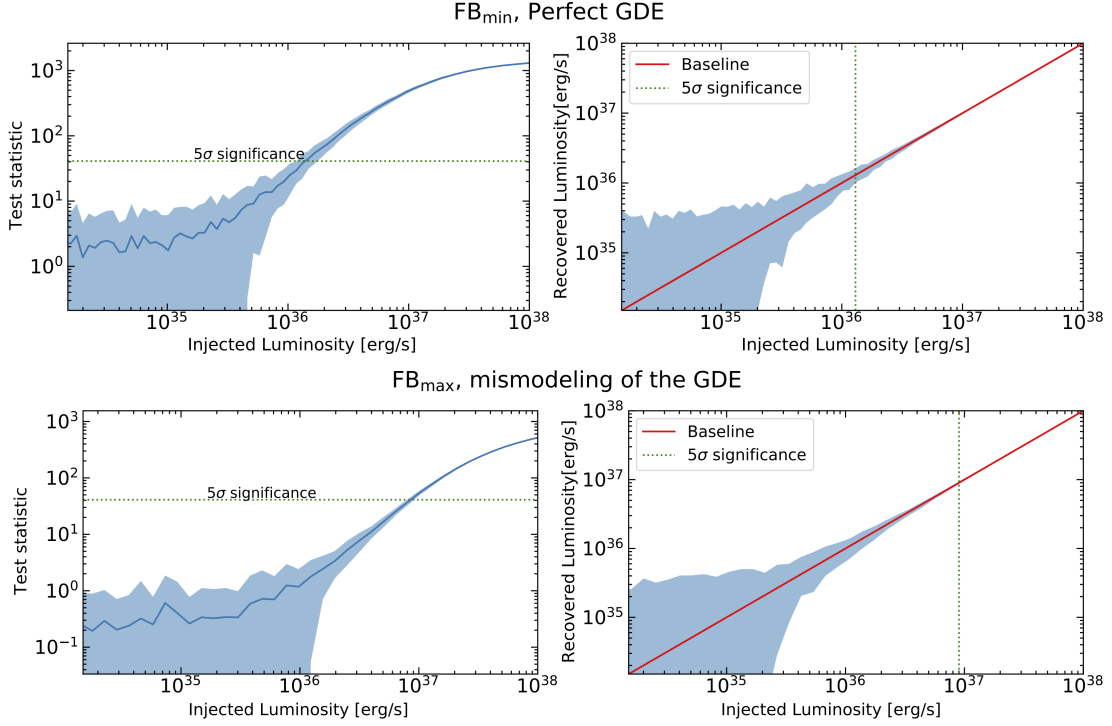 FB_min, Perfect GDE
10^3
10^2
10^1
10^0
Test statistic
5σ significance
10^35
10^36
10^37
10^38
Injected Luminosity [erg/s]
10^38
10^37
10^36
10^35
Recovered Luminosity[erg/s]
Baseline
5σ significance
10^35
10^36
10^37
10^38
Injected Luminosity [erg/s]
FB_max, mismodeling of the GDE
10^3
10^2
10^1
10^0
10^−1
Test statistic
5σ significance
10^35
10^36
10^37
10^38
Injected Luminosity [erg/s]
10^38
10^37
10^36
10^35
Recovered Luminosity[erg/s]
Baseline
5σ significance
10^35
10^36
10^37
10^38
Injected Luminosity [erg/s]